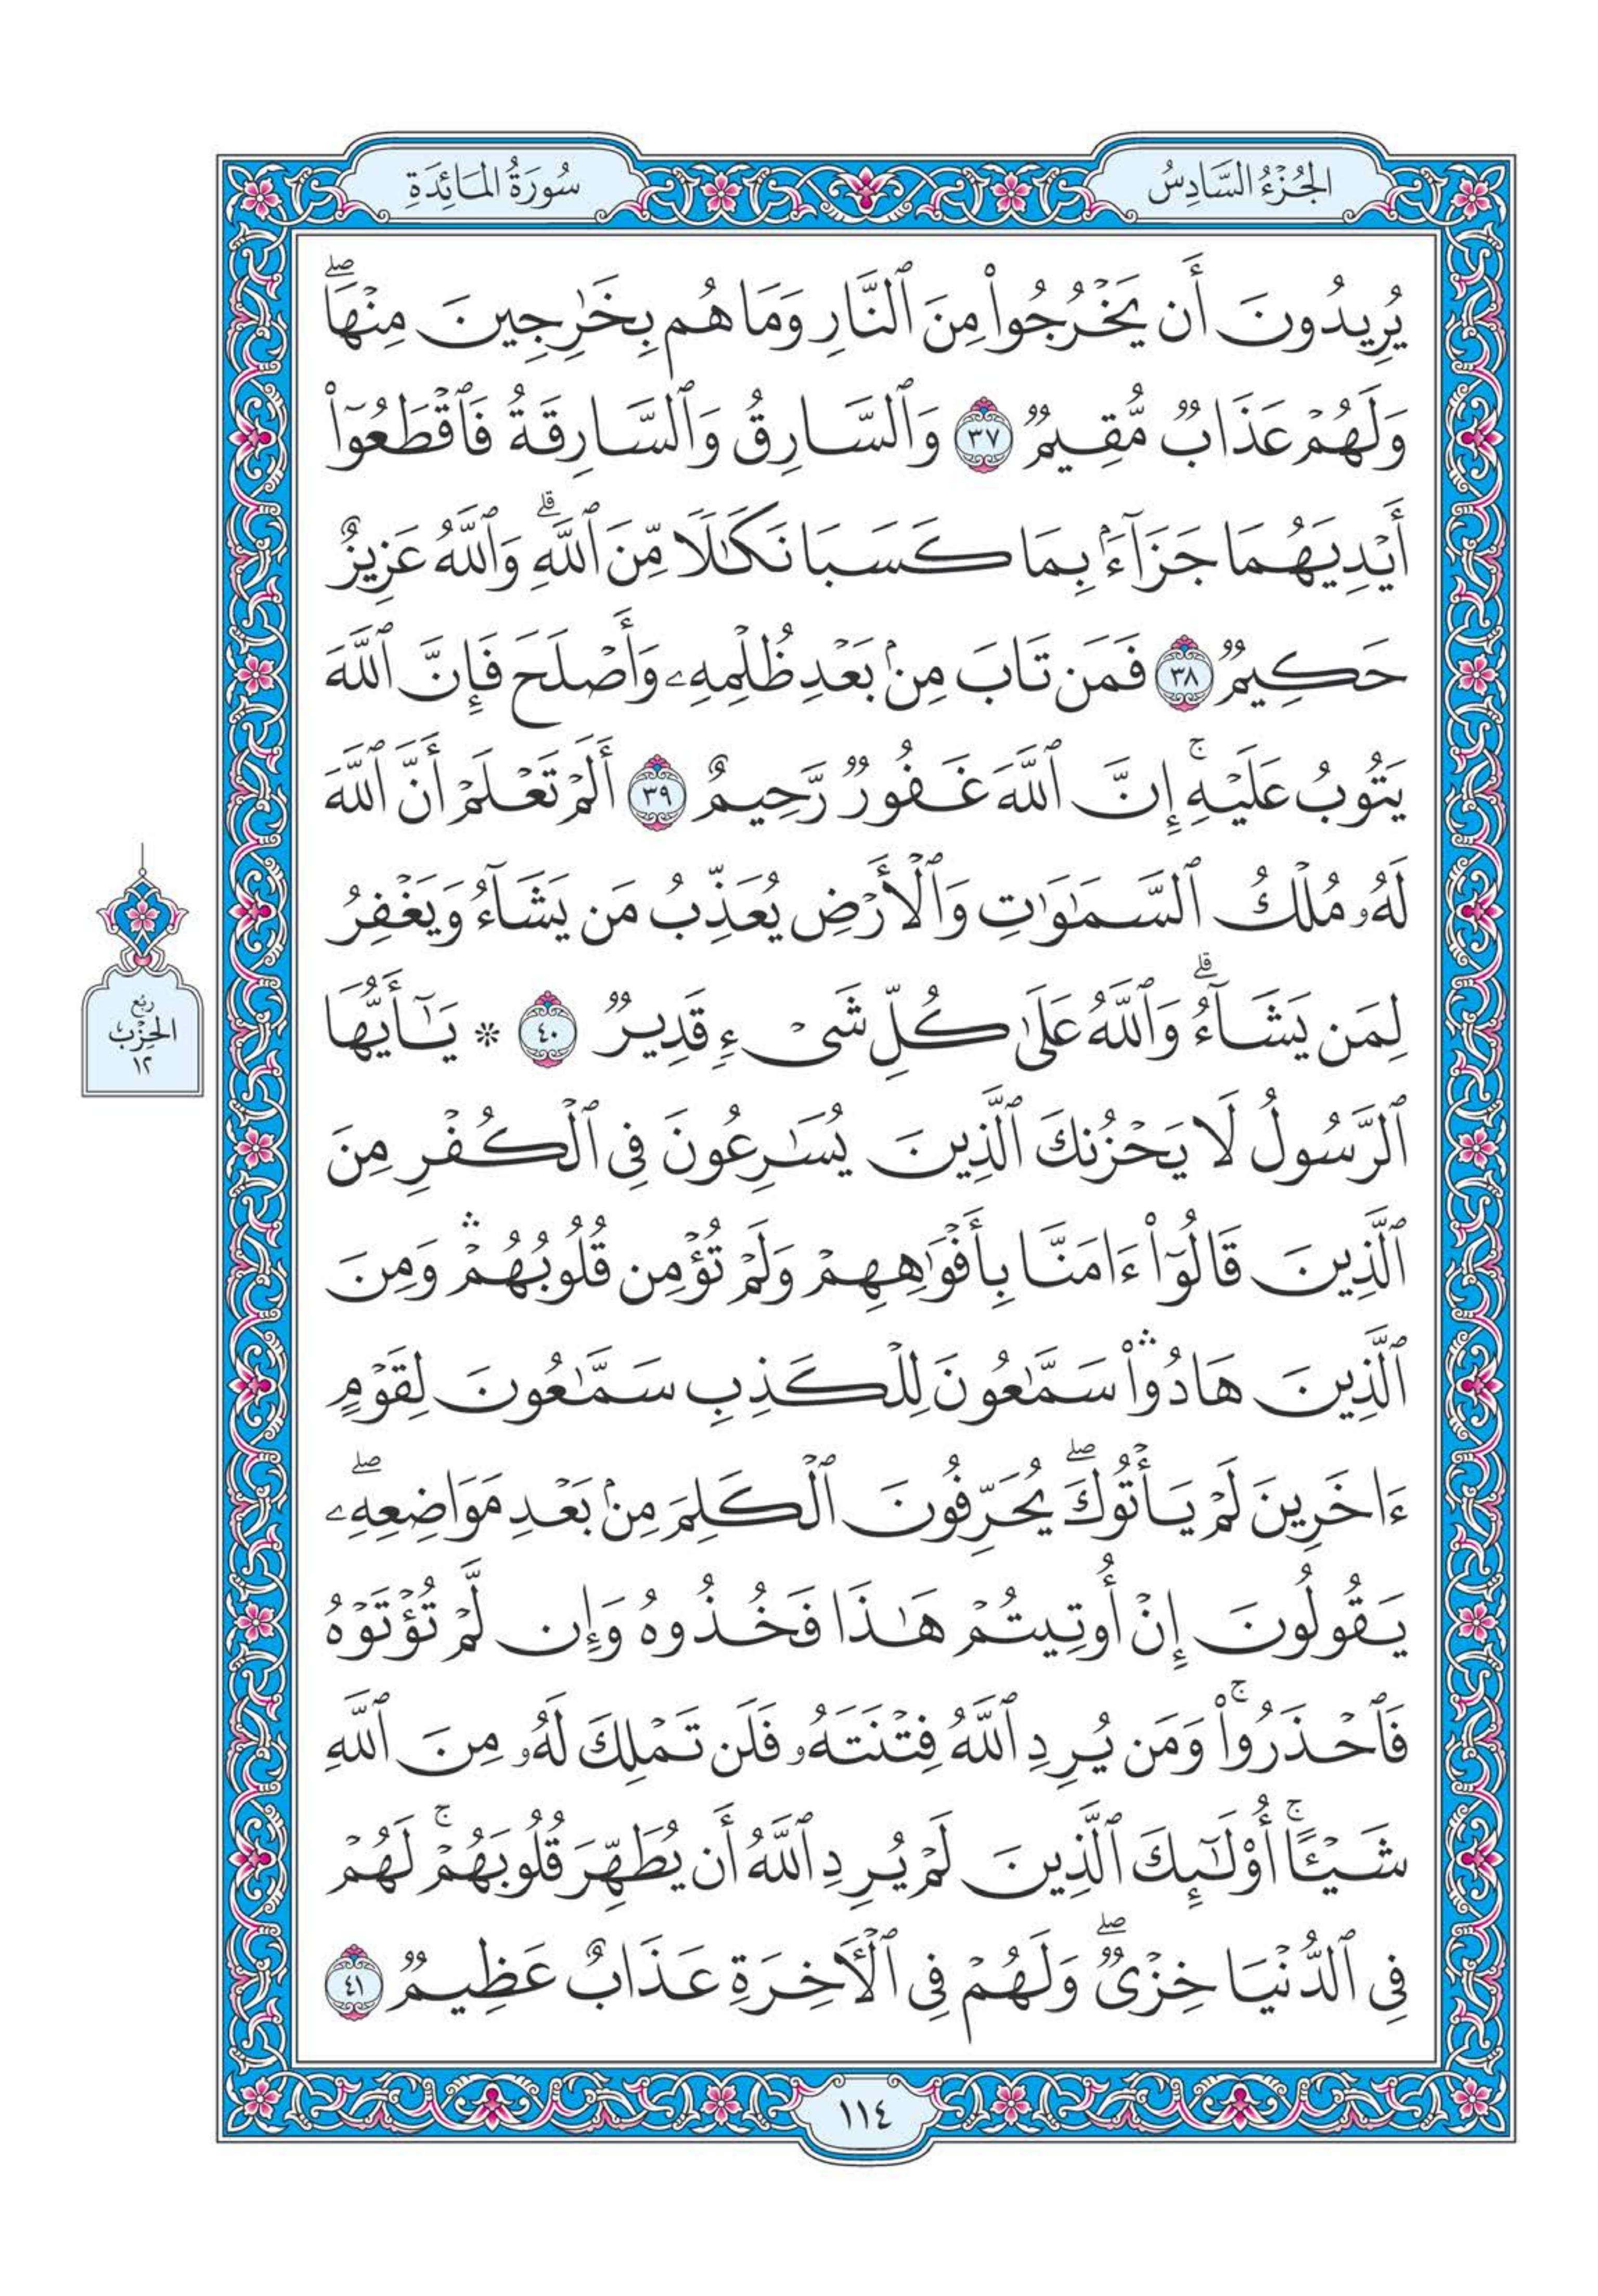 الجُزْءُ السَّادِسُ
سُورَةُ المَائِدَةِ
يُرِيدُونَ أَن يَخْرُجُوا۟ مِنَ ٱلنَّارِ وَمَا هُم بِخَٰرِجِينَ مِنْهَا ۖ
وَلَهُمْ عَذَابٌ مُّقِيمٌ ٣٧ وَٱلسَّارِقُ وَٱلسَّارِقَةُ فَٱقْطَعُوٓا۟
أَيْدِيَهُمَا جَزَآءًۢ بِمَا كَسَبَا نَكَٰلًا مِّنَ ٱللَّهِ ۗ وَٱللَّهُ عَزِيزٌ
حَكِيمٌ ٣٨ فَمَن تَابَ مِنۢ بَعْدِ ظُلْمِهِۦ وَأَصْلَحَ فَإِنَّ ٱللَّهَ
يَتُوبُ عَلَيْهِ ۚ إِنَّ ٱللَّهَ غَفُورٌ رَّحِيمٌ ٣٩ أَلَمْ تَعْلَمْ أَنَّ ٱللَّهَ
لَهُۥ مُلْكُ ٱلسَّمَٰوَٰتِ وَٱلْأَرْضِ يُعَذِّبُ مَن يَشَآءُ وَيَغْفِرُ
لِمَن يَشَآءُ ۗ وَٱللَّهُ عَلَىٰ كُلِّ شَىْءٍ قَدِيرٌ ٤٠ * يَٰٓأَيُّهَا
ٱلرَّسُولُ لَا يَحْزُنكَ ٱلَّذِينَ يُسَٰرِعُونَ فِى ٱلْكُفْرِ مِنَ
ٱلَّذِينَ قَالُوٓا۟ ءَامَنَّا بِأَفْوَٰهِهِمْ وَلَمْ تُؤْمِن قُلُوبُهُمْ ۛ وَمِنَ
ٱلَّذِينَ هَادُوا۟ ۛ سَمَّٰعُونَ لِلْكَذِبِ سَمَّٰعُونَ لِقَوْمٍ
ءَاخَرِينَ لَمْ يَأْتُوكَ ۖ يُحَرِّفُونَ ٱلْكَلِمَ مِنۢ بَعْدِ مَوَاضِعِهِۦ ۖ
يَقُولُونَ إِنْ أُوتِيتُمْ هَٰذَا فَخُذُوهُ وَإِن لَّمْ تُؤْتَوْهُ
فَٱحْذَرُوا۟ ۚ وَمَن يُرِدِ ٱللَّهُ فِتْنَتَهُۥ فَلَن تَمْلِكَ لَهُۥ مِنَ ٱللَّهِ
شَيْـًٔا ۚ أُو۟لَٰٓئِكَ ٱلَّذِينَ لَمْ يُرِدِ ٱللَّهُ أَن يُطَهِّرَ قُلُوبَهُمْ ۚ لَهُمْ
فِى ٱلدُّنْيَا خِزْىٌ ۖ وَلَهُمْ فِى ٱلْءَاخِرَةِ عَذَابٌ عَظِيمٌ ٤١
رُبْع
الحِزْب
١٢
١١٤